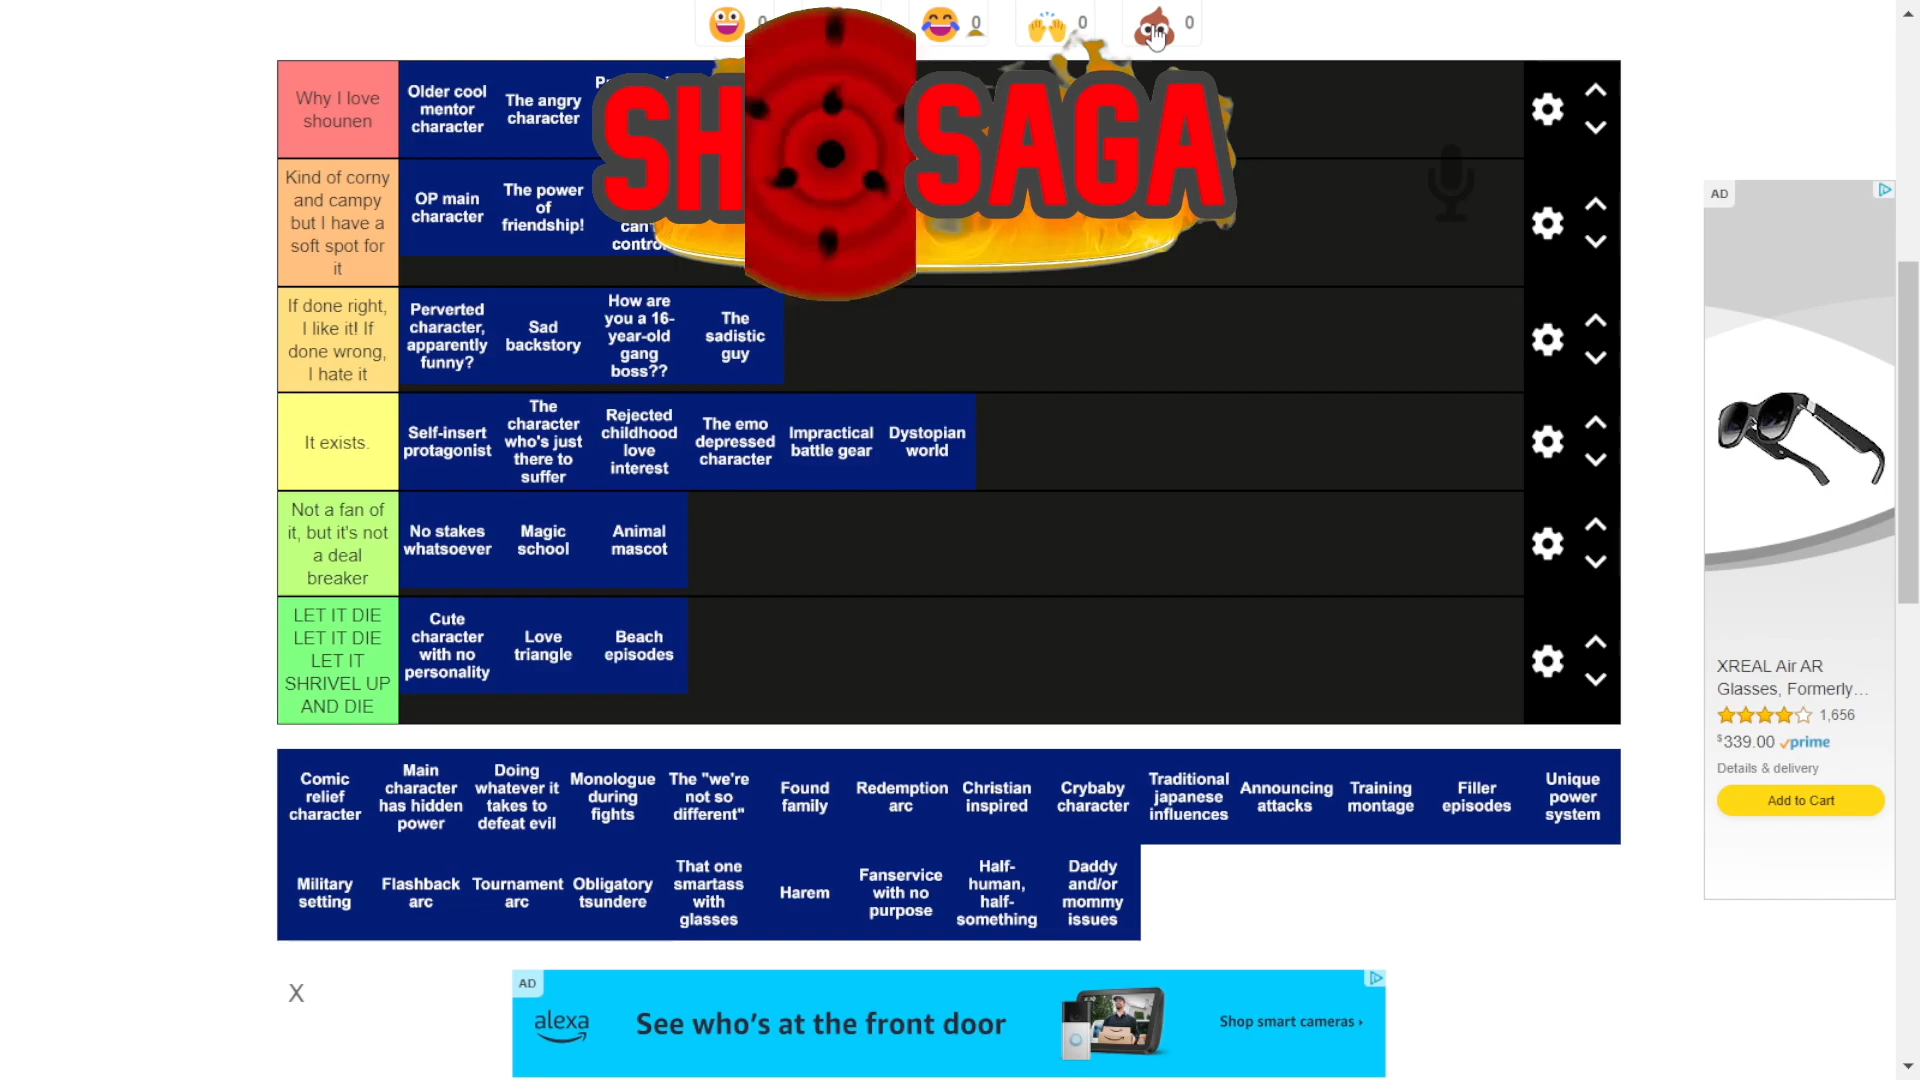 0
0
0
Why I love
shounen
Older cool
mentor
character
The angry
character
SH
SAGA
Kind of corny
and campy
but I have a
soft spot for
it
OP main
character
The power
of
friendship!
can't
control
If done right,
I like it! If
done wrong,
I hate it
Perverted
character,
apparently
funny?
Sad
backstory
How are
you a 16-
year-old
gang
boss??
The
sadistic
guy
It exists.
Self-insert
protagonist
The
character
who's just
there to
suffer
Rejected
childhood
love
interest
The emo
depressed
character
Impractical
battle gear
Dystopian
world
Not a fan of
it, but it's not
a deal
breaker
No stakes
whatsoever
Magic
school
Animal
mascot
LET IT DIE
LET IT DIE
LET IT
SHRIVEL UP
AND DIE
Cute
character
with no
personality
Love
triangle
Beach
episodes
Comic
relief
character
Main
character
has hidden
power
Doing
whatever it
takes to
defeat evil
Monologue
during
fights
The "we're
not so
different"
Found
family
Redemption
arc
Christian
inspired
Crybaby
character
Traditional
japanese
influences
Announcing
attacks
Training
montage
Filler
episodes
Unique
power
system
Military
setting
Flashback
arc
Tournament
arc
Obligatory
tsundere
That one
smartass
with
glasses
Harem
Fanservice
with no
purpose
Half-
human,
half-
something
Daddy
and/or
mommy
issues
AD
XREAL Air AR
Glasses, Formerly...
1,656
$339.00 prime
Details & delivery
Add to Cart
X
AD
alexa
See who's at the front door
Shop smart cameras ›